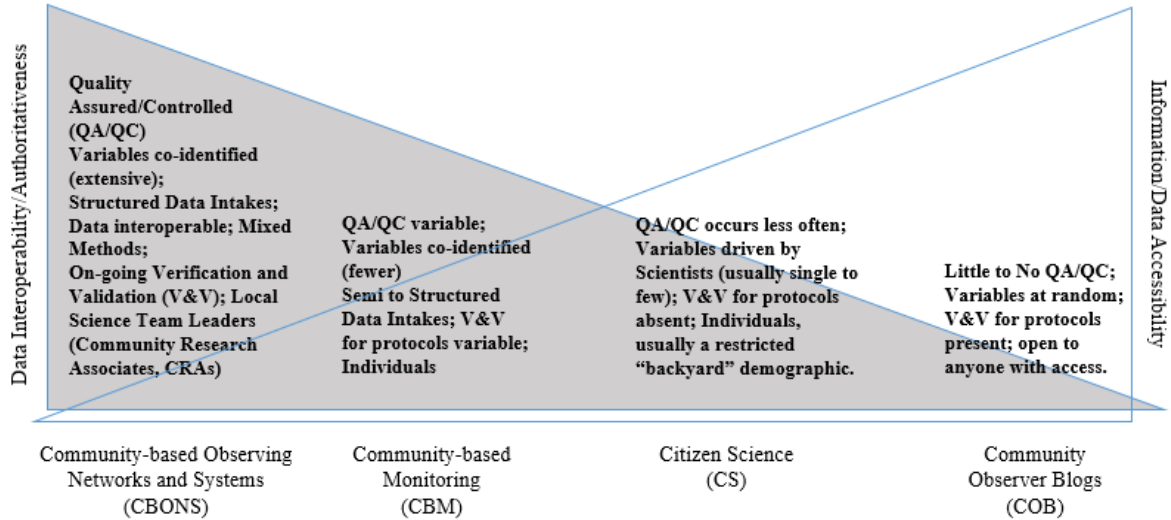 Data Interoperability/Authoritativeness
Quality
Assured/Controlled
(QA/QC)
Variables co-identified
(extensive);
Structured Data Intakes;
Data interoperable; Mixed
Methods;
On-going Verification and
Validation (V&V); Local
Science Team Leaders
(Community Research
Associates, CRAs)
QA/QC variable;
Variables co-identified
(fewer)
Semi to Structured
Data Intakes; V&V
for protocols variable;
Individuals
QA/QC occurs less often;
Variables driven by
Scientists (usually single to
few); V&V for protocols
absent; Individuals,
usually a restricted
“backyard” demographic.
Little to No QA/QC;
Variables at random;
V&V for protocols
present; open to
anyone with access.
Information/Data Accessibility
Community-based Observing
Networks and Systems
(CBONS)
Community-based
Monitoring
(CBM)
Citizen Science
(CS)
Community
Observer Blogs
(COB)